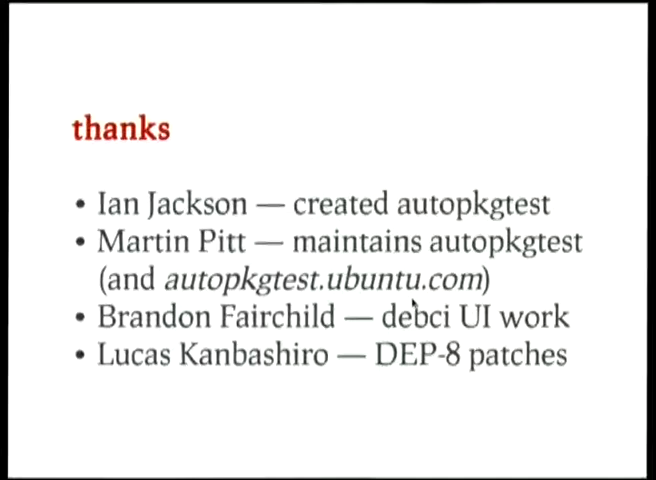 thanks
• Ian Jackson — created autopkgtest
• Martin Pitt — maintains autopkgtest
(and autopkgtest.ubuntu.com)
• Brandon Fairchild — debci UI work
• Lucas Kanbashiro — DEP-8 patches